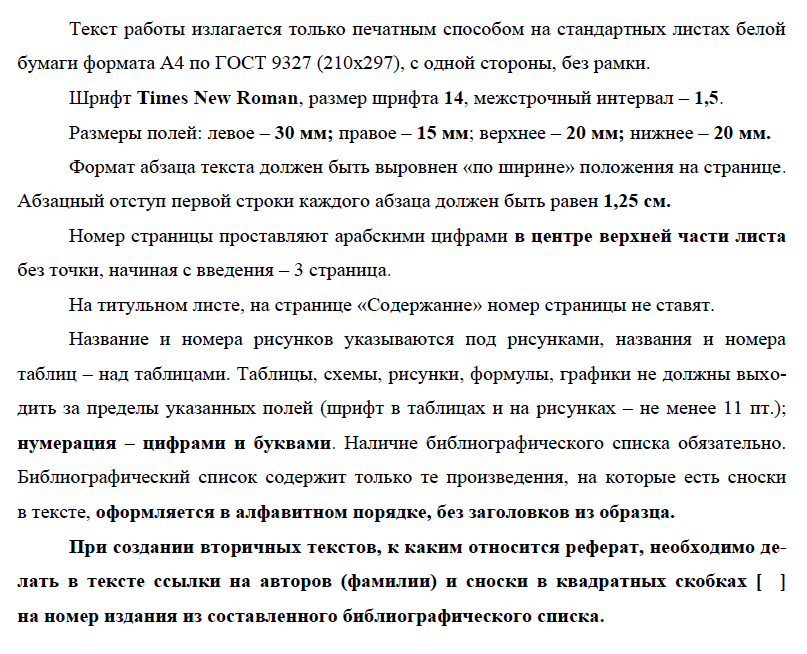 Текст работы излагается только печатным способом на стандартных листах белой
бумаги формата А4 по ГОСТ 9327 (210х297), с одной стороны, без рамки.
Шрифт Times New Roman, размер шрифта 14, межстрочный интервал – 1,5.
Размеры полей: левое – 30 мм; правое – 15 мм; верхнее – 20 мм; нижнее – 20 мм.
Формат абзаца текста должен быть выровнен «по ширине» положения на странице.
Абзацный отступ первой строки каждого абзаца должен быть равен 1,25 см.
Номер страницы проставляют арабскими цифрами в центре верхней части листа
без точки, начиная с введения – 3 страница.
На титульном листе, на странице «Содержание» номер страницы не ставят.
Название и номера рисунков указываются под рисунками, названия и номера
таблиц – над таблицами. Таблицы, схемы, рисунки, формулы, графики не должны выхо-
дить за пределы указанных полей (шрифт в таблицах и на рисунках – не менее 11 пт.);
нумерация – цифрами и буквами. Наличие библиографического списка обязательно.
Библиографический список содержит только те произведения, на которые есть сноски
в тексте, оформляется в алфавитном порядке, без заголовков из образца.
При создании вторичных текстов, к каким относится реферат, необходимо де-
лать в тексте ссылки на авторов (фамилии) и сноски в квадратных скобках [ ]
на номер издания из составленного библиографического списка.